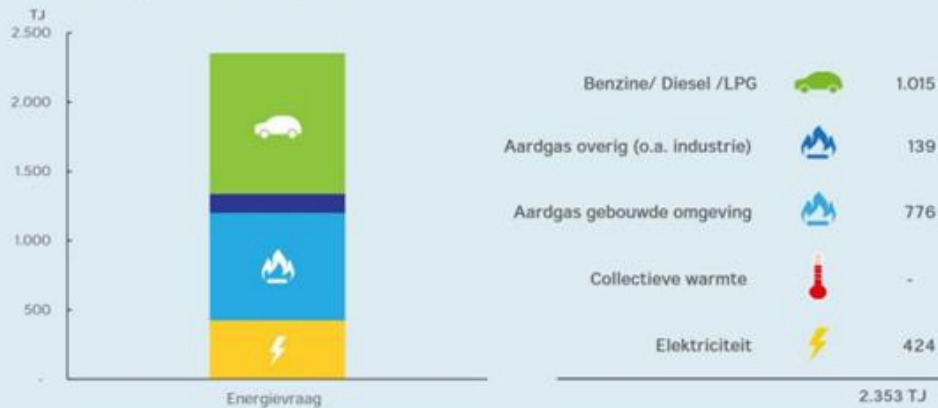 TJ
2.500
2.000
1.500
1.000
500
-
Energievraag
Benzine/ Diesel /LPG 1.015
Aardgas overig (o.a. industrie) 139
Aardgas gebouwde omgeving 776
Collectieve warmte -
Elektriciteit 424
2.353 TJ